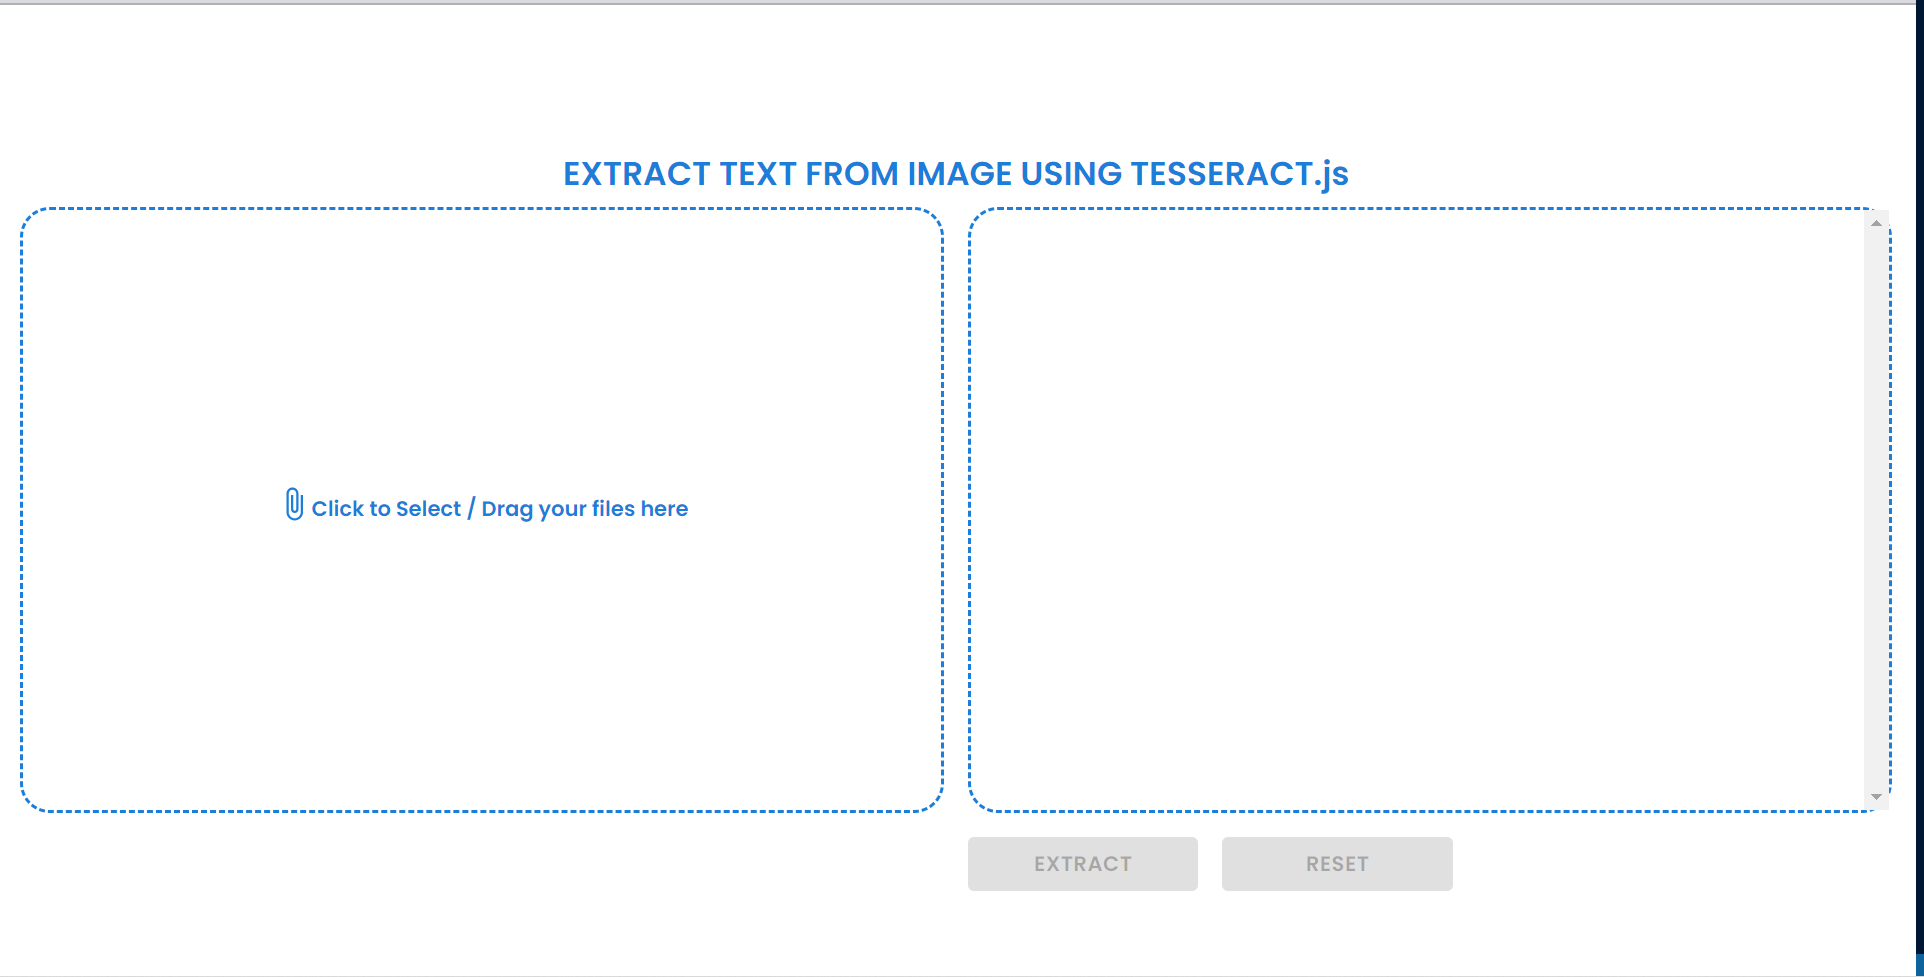 EXTRACT TEXT FROM IMAGE USING TESSERACT.js
Click to Select / Drag your files here
EXTRACT
RESET